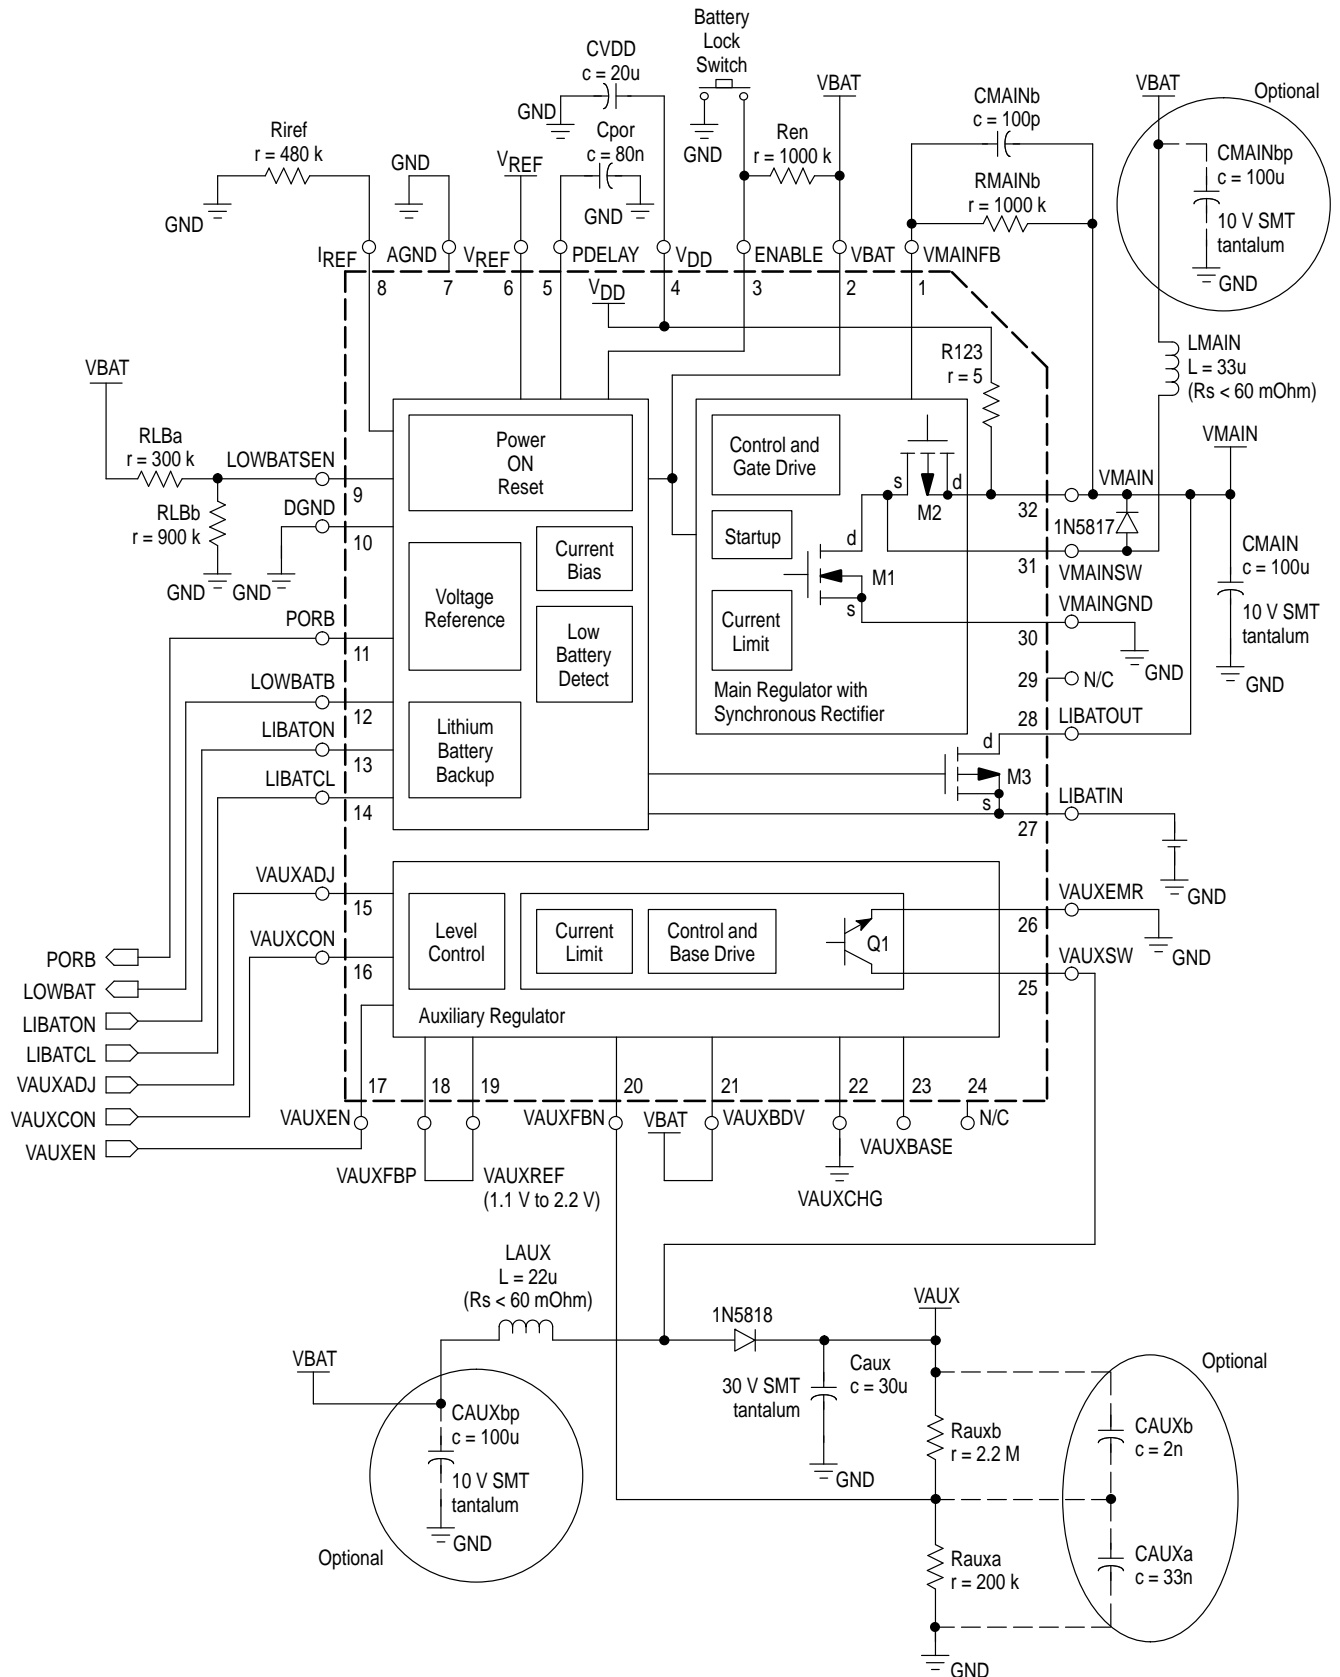 Battery
Lock
Switch
CVDD
c = 20u
GND
Cpor
c = 80n
GND
GND
Riref
r = 480 k
GND
GND
VREF
Ren
r = 1000 k
VBAT
CMAINb
c = 100p
RMAINb
r = 1000 k
VBAT
Optional
CMAINbp
c = 100u
10 V SMT
tantalum
GND
IREF
AGND
VREF
PDELAY
VDD
ENABLE
VBAT
VMAINFB
8
7
6
5
4
3
2
1
VDD
R123
r = 5
LMAIN
L = 33u
(Rs < 60 mOhm)
VBAT
RLBa
r = 300 k
RLBb
r = 900 k
GND
GND
LOWBATSEN
9
DGND
10
PORB
11
LOWBATB
12
LIBATON
13
LIBATCL
14
VAUXADJ
15
VAUXCON
16
Power
ON
Reset
Current
Bias
Voltage
Reference
Low
Battery
Detect
Lithium
Battery
Backup
Control and
Gate Drive
Startup
Current
Limit
s
d
M2
d
M1
s
Main Regulator with
Synchronous Rectifier
VMAIN
VMAIN
32
1N5817
31
VMAINSW
CMAIN
c = 100u
10 V SMT
tantalum
GND
VMAINGND
30
GND
29
N/C
28
LIBATOUT
d
M3
s
LIBATIN
27
GND
VAUXEMR
26
GND
VAUXSW
25
Level
Control
Current
Limit
Control and
Base Drive
Q1
Auxiliary Regulator
PORB
LOWBAT
LIBATON
LIBATCL
VAUXADJ
VAUXCON
VAUXEN
17
18
19
20
21
22
23
24
VAUXEN
VAUXFBP
VAUXREF
(1.1 V to 2.2 V)
VAUXFBN
VBAT
VAUXBDV
VAUXCHG
VAUXBASE
N/C
LAUX
L = 22u
(Rs < 60 mOhm)
1N5818
VAUX
VBAT
CAUXbp
c = 100u
10 V SMT
tantalum
GND
Optional
30 V SMT
tantalum
Caux
c = 30u
GND
Rauxb
r = 2.2 M
Rauxa
r = 200 k
GND
Optional
CAUXb
c = 2n
CAUXa
c = 33n